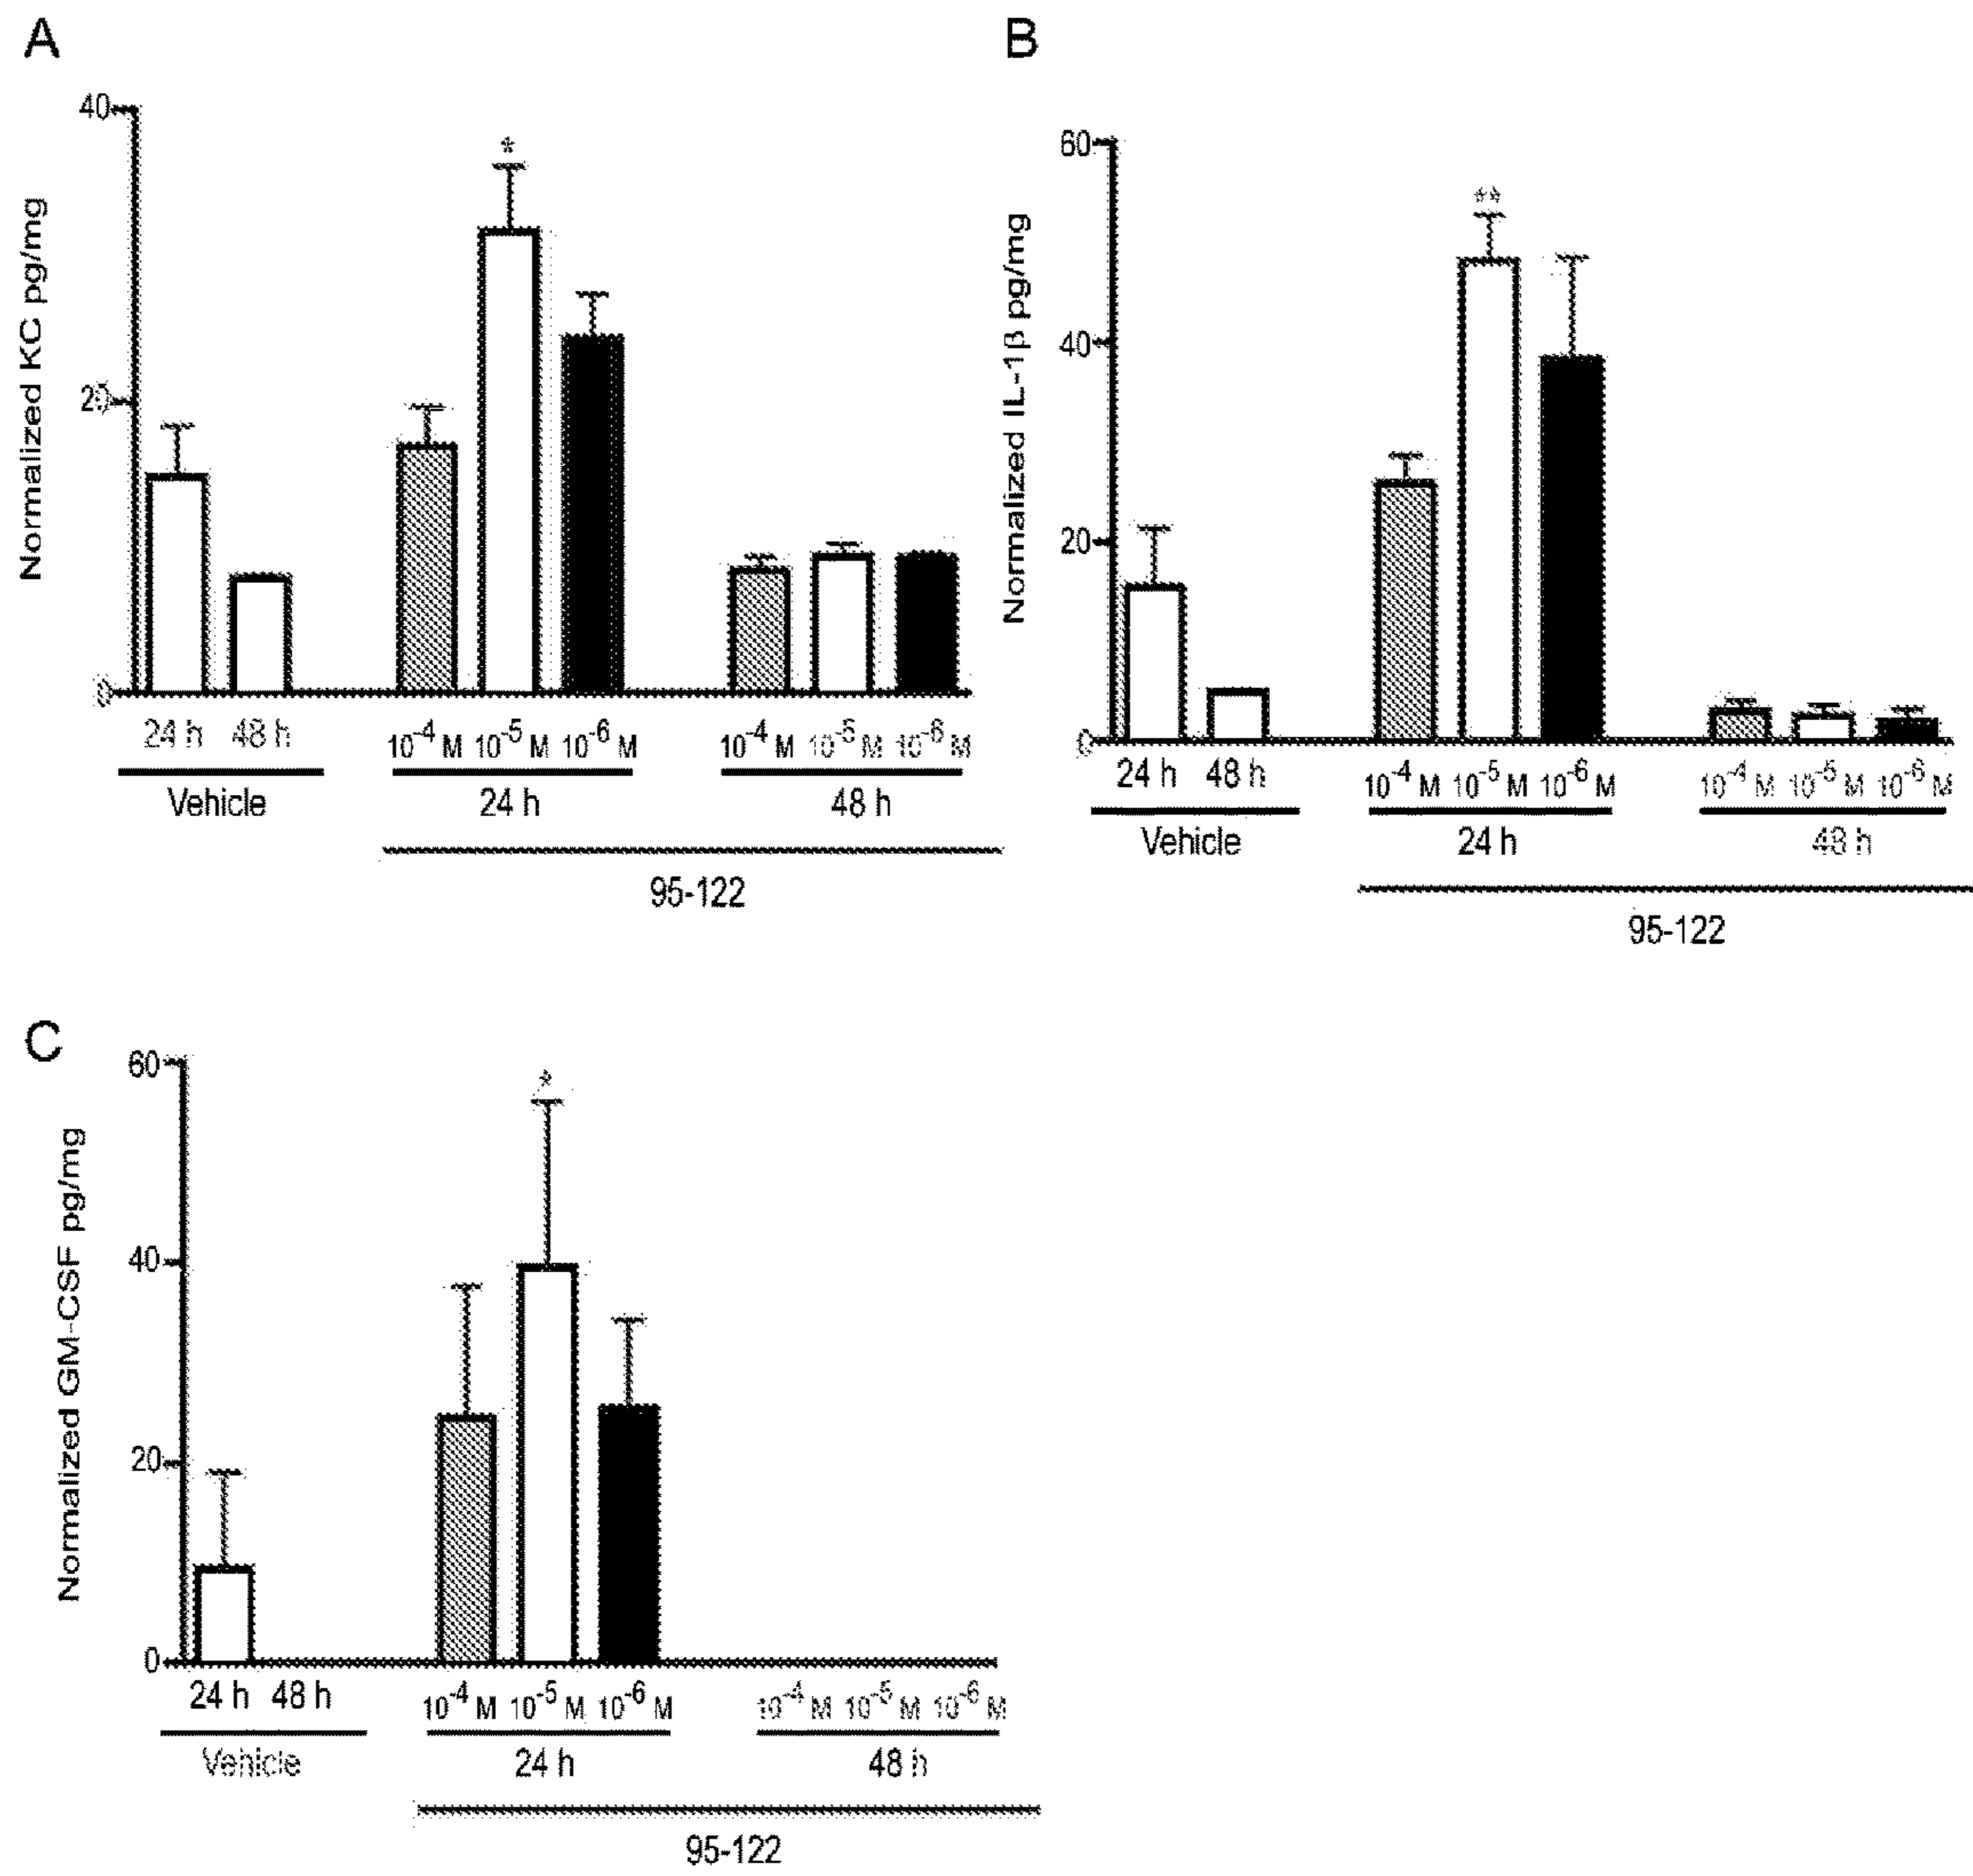 A
Normalized KC pg/mg
40
20
0
*
24 h 48 h
10-4 M 10-5 M 10-6 M
10-4 M 10-5 M 10-6 M
Vehicle
24 h
48 h
95-122
B
Normalized IL-1β pg/mg
60
40
20
0
**
24 h 48 h
10-4 M 10-5 M 10-6 M
10-4 M 10-5 M 10-6 M
Vehicle
24 h
48 h
95-122
C
Normalized GM-CSF pg/mg
60
40
20
0
*
24 h 48 h
10-4 M 10-5 M 10-6 M
10-4 M 10-5 M 10-6 M
Vehicle
24 h
48 h
95-122